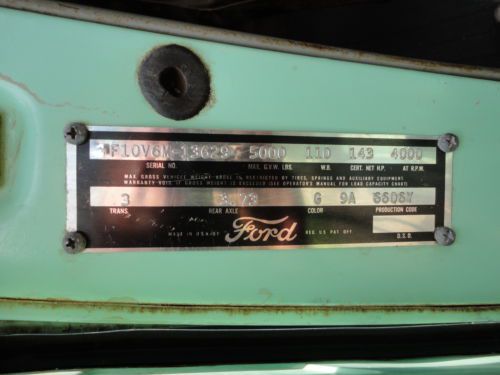 F10V6K-13629 5000 110 143 4000
SERIAL NO. MAX. G.V.W. LBS. W.B. CERT. NET H.P. AT R.P.M.
MAX GROSS VEHICLE WEIGHT ABOVE IS RESTRICTED BY TIRES, SPRINGS AND AUXILIARY EQUIPMENT.
WARRANTY VOID IF GROSS WEIGHT IS EXCEEDED (SEE OPERATOR'S MANUAL FOR LOAD CAPACITY CHART)
3 3.73 G 9A
TRANS. REAR AXLE COLOR PRODUCTION CODE
MADE IN U.S.A. BY Ford REG. U.S. PAT. OFF. D.S.O.